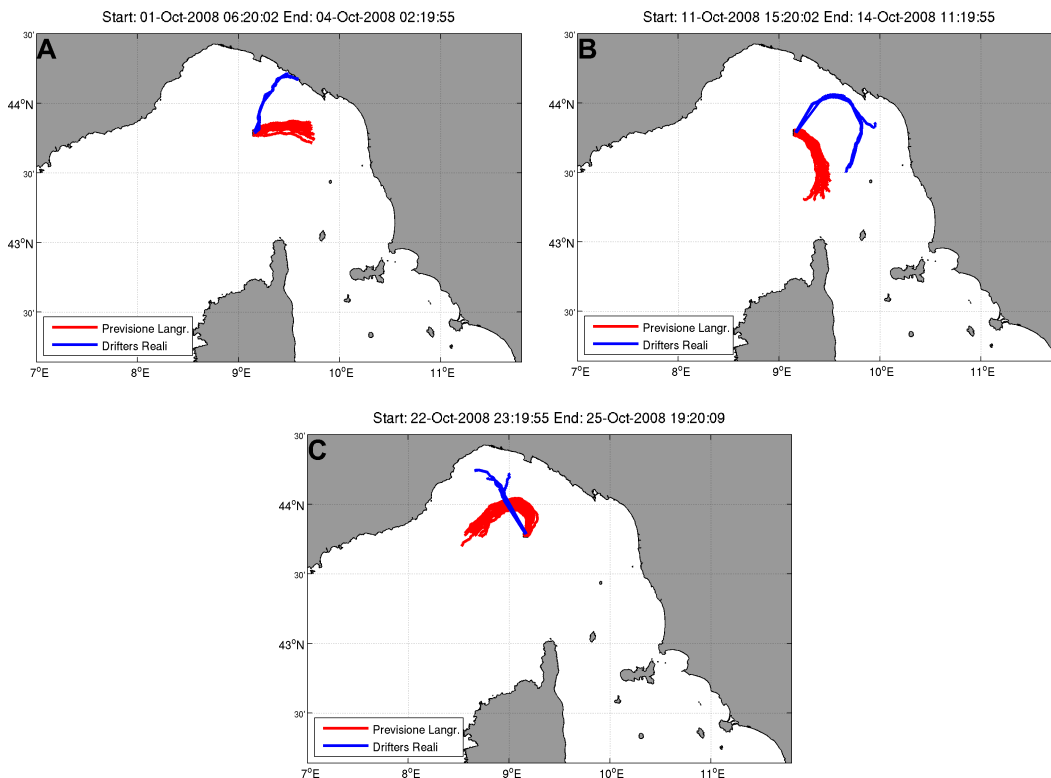 Start: 01-Oct-2008 06:20:02 End: 04-Oct-2008 02:19:55
A
30'
44°N
30'
43°N
30'
Previsione Langr.
Drifters Reali
7°E
8°E
9°E
10°E
11°E
Start: 11-Oct-2008 15:20:02 End: 14-Oct-2008 11:19:55
B
30'
44°N
30'
43°N
30'
Previsione Langr.
Drifters Reali
7°E
8°E
9°E
10°E
11°E
Start: 22-Oct-2008 23:19:55 End: 25-Oct-2008 19:20:09
C
30'
44°N
30'
43°N
30'
Previsione Langr.
Drifters Reali
7°E
8°E
9°E
10°E
11°E